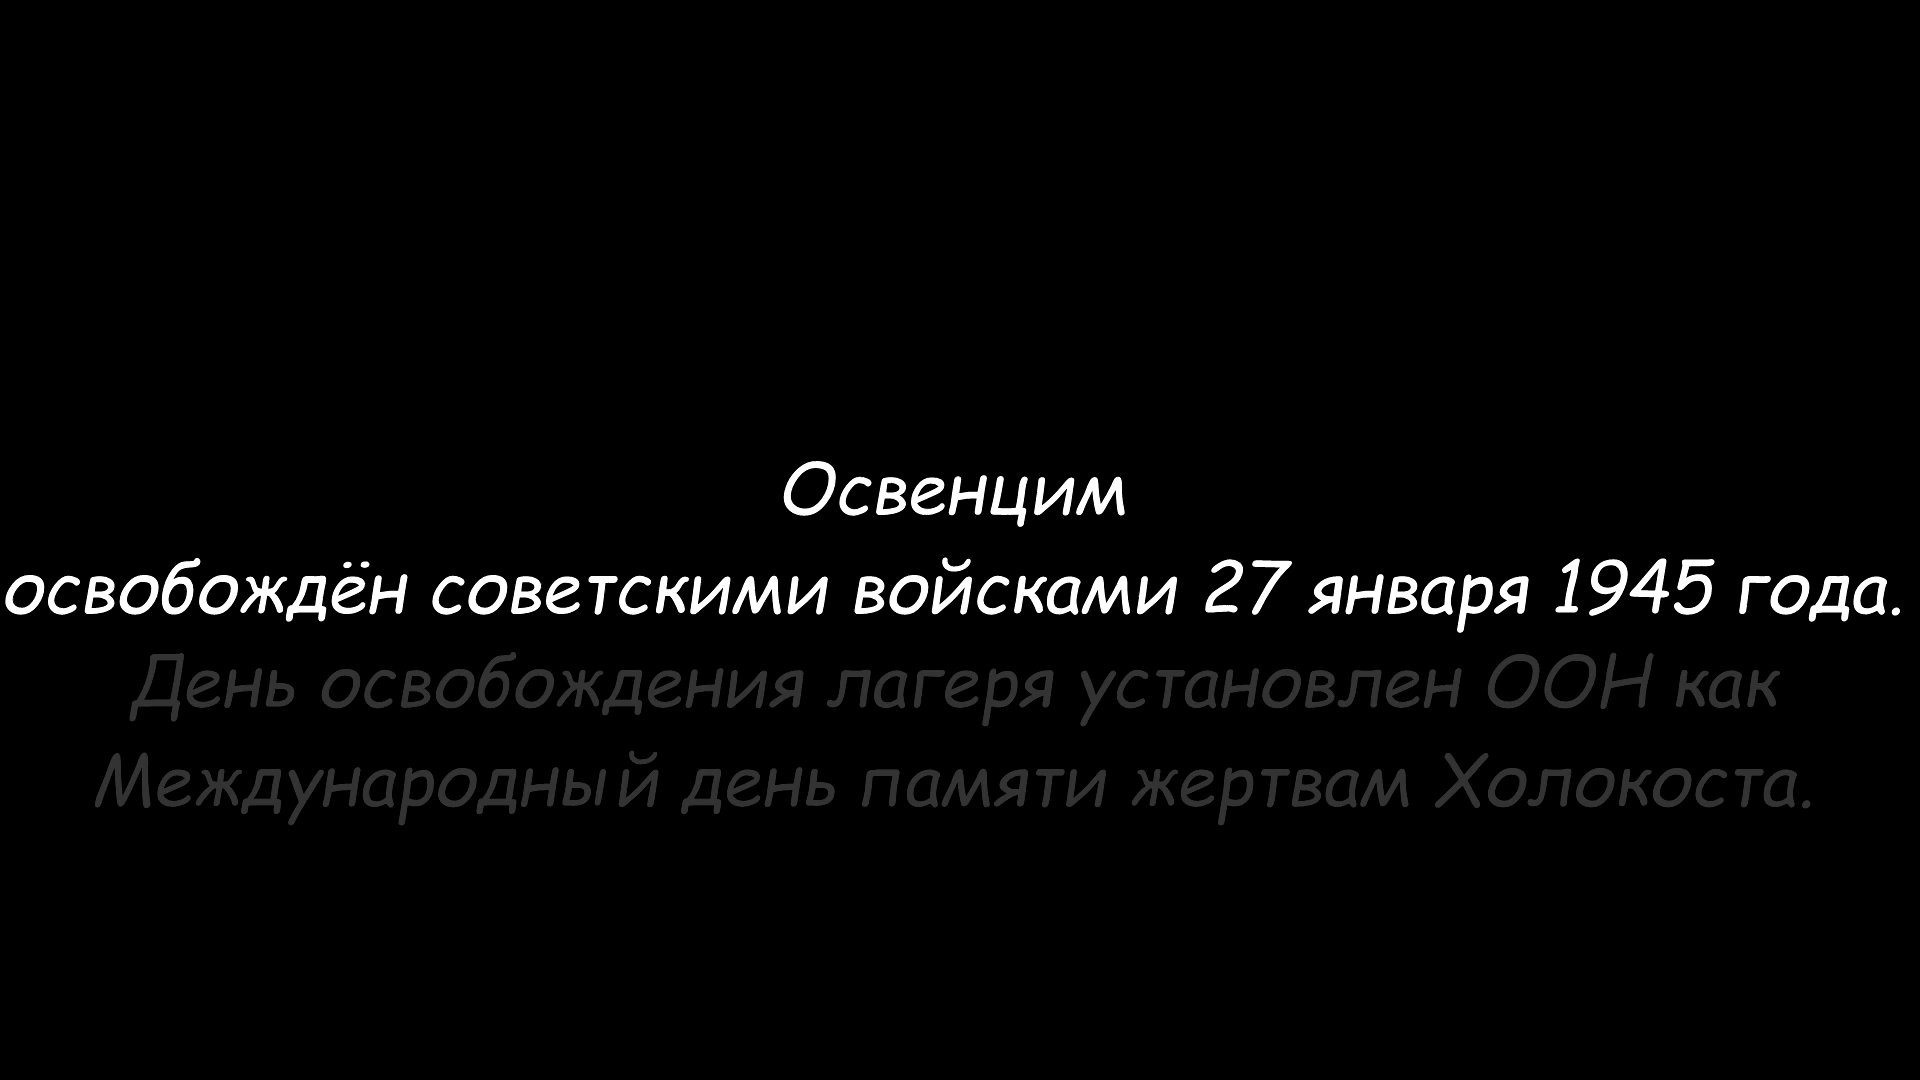 Освенцим
освобождён советскими войсками 27 января 1945 года.
День освобождения лагеря установлен ООН как
Международный день памяти жертвам Холокоста.